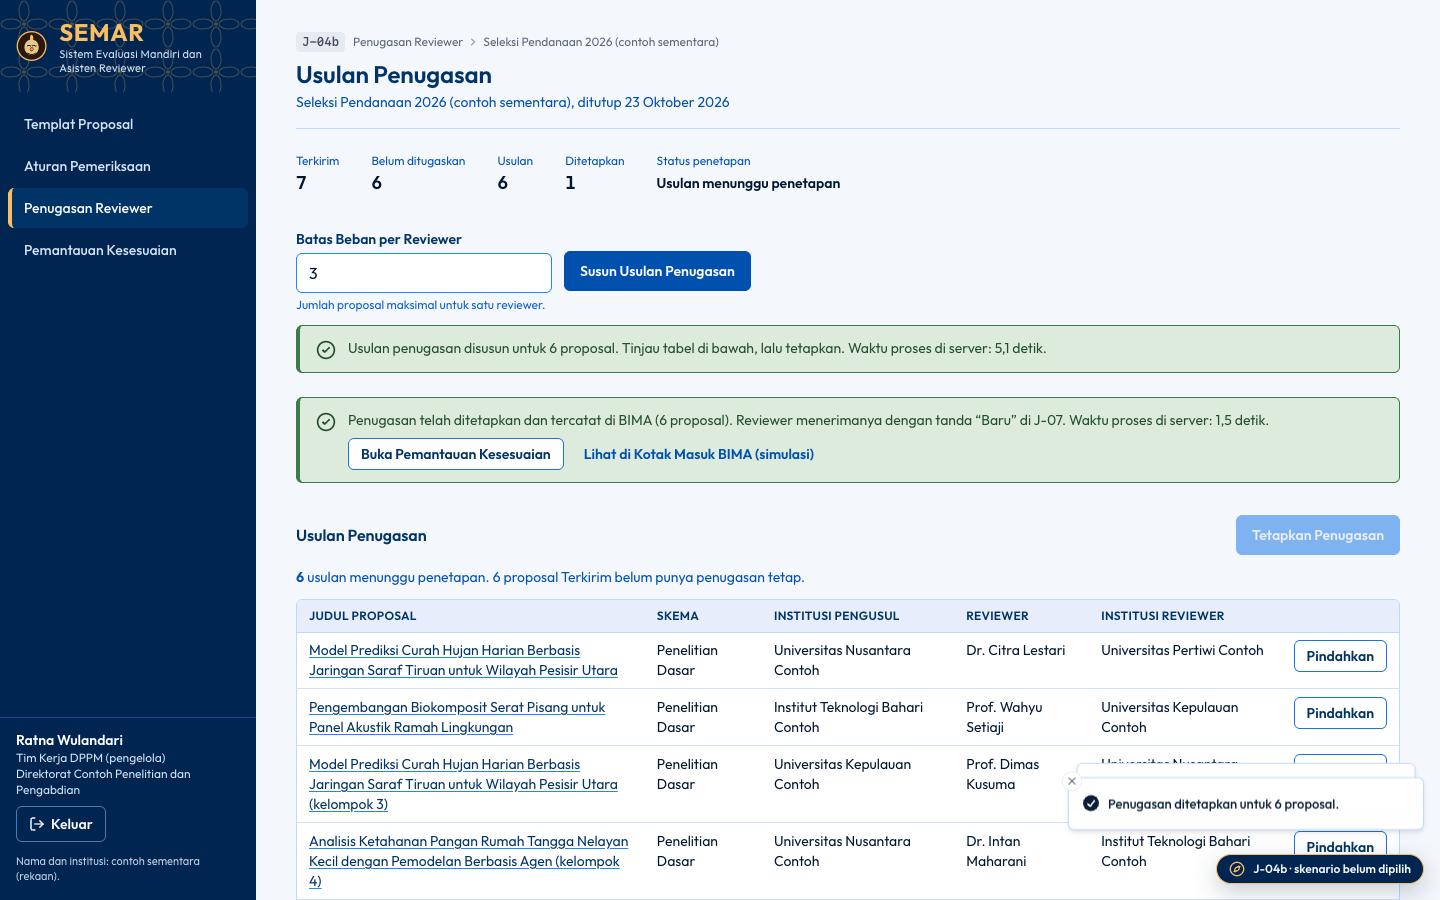 SEMAR
Sistem Evaluasi Mandiri dan
Asisten Reviewer
Templat Proposal
Aturan Pemeriksaan
Penugasan Reviewer
Pemantauan Kesesuaian
Ratna Wulandari
Tim Kerja DPPM (pengelola)
Direktorat Contoh Penelitian dan
Pengabdian
Keluar
Nama dan institusi: contoh sementara
(rekaan).
J-04b Penugasan Reviewer > Seleksi Pendanaan 2026 (contoh sementara)
Usulan Penugasan
Seleksi Pendanaan 2026 (contoh sementara), ditutup 23 Oktober 2026
Terkirim Belum ditugaskan Usulan Ditetapkan Status penetapan
7 6 6 1 Usulan menunggu penetapan
Batas Beban per Reviewer
3 Susun Usulan Penugasan
Jumlah proposal maksimal untuk satu reviewer.
Usulan penugasan disusun untuk 6 proposal. Tinjau tabel di bawah, lalu tetapkan. Waktu proses di server: 5,1 detik.
Penugasan telah ditetapkan dan tercatat di BIMA (6 proposal). Reviewer menerimanya dengan tanda “Baru” di J-07. Waktu proses di server: 1,5 detik.
Buka Pemantauan Kesesuaian Lihat di Kotak Masuk BIMA (simulasi)
Usulan Penugasan Tetapkan Penugasan
6 usulan menunggu penetapan. 6 proposal Terkirim belum punya penugasan tetap.
JUDUL PROPOSAL SKEMA INSTITUSI PENGUSUL REVIEWER INSTITUSI REVIEWER
Model Prediksi Curah Hujan Harian Berbasis Penelitian Universitas Nusantara Dr. Citra Lestari Universitas Pertiwi Contoh Pindahkan
Jaringan Saraf Tiruan untuk Wilayah Pesisir Utara Dasar Contoh
Pengembangan Biokomposit Serat Pisang untuk Penelitian Institut Teknologi Bahari Prof. Wahyu Universitas Kepulauan Pindahkan
Panel Akustik Ramah Lingkungan Dasar Contoh Setiaji Contoh
Model Prediksi Curah Hujan Harian Berbasis Penelitian Universitas Kepulauan Prof. Dimas Universitas Nusantara
Jaringan Saraf Tiruan untuk Wilayah Pesisir Utara Dasar Contoh Kusuma
(kelompok 3)
Penugasan ditetapkan untuk 6 proposal.
Analisis Ketahanan Pangan Rumah Tangga Nelayan Penelitian Universitas Nusantara Dr. Intan Institut Teknologi Bahari Pindahkan
Kecil dengan Pemodelan Berbasis Agen (kelompok Dasar Contoh Maharani Contoh
4)
J-04b · skenario belum dipilih